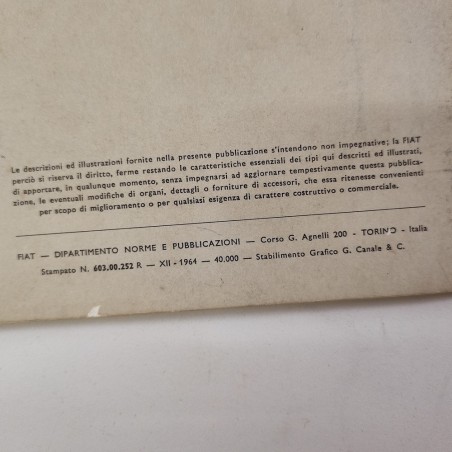 Le descrizioni ed illustrazioni fornite nella presente pubblicazione s'intendono non impegnative; la FIAT
perciò si riserva il diritto, ferme restando le caratteristiche essenziali dei tipi qui descritti ed illustrati,
di apportare, in qualunque momento, senza impegnarsi ad aggiornare tempestivamente questa pubblica-
zione, le eventuali modifiche di organi, dettagli o forniture di accessori, che essa ritenesse convenienti
per scopo di miglioramento o per qualsiasi esigenza di carattere costruttivo o commerciale.
FIAT — DIPARTIMENTO NORME E PUBBLICAZIONI — Corso G. Agnelli 200 - TORINO - Italia
Stampato N. 603.00.252 R — XII - 1964 — 40.000 — Stabilimento Grafico G. Canale & C.